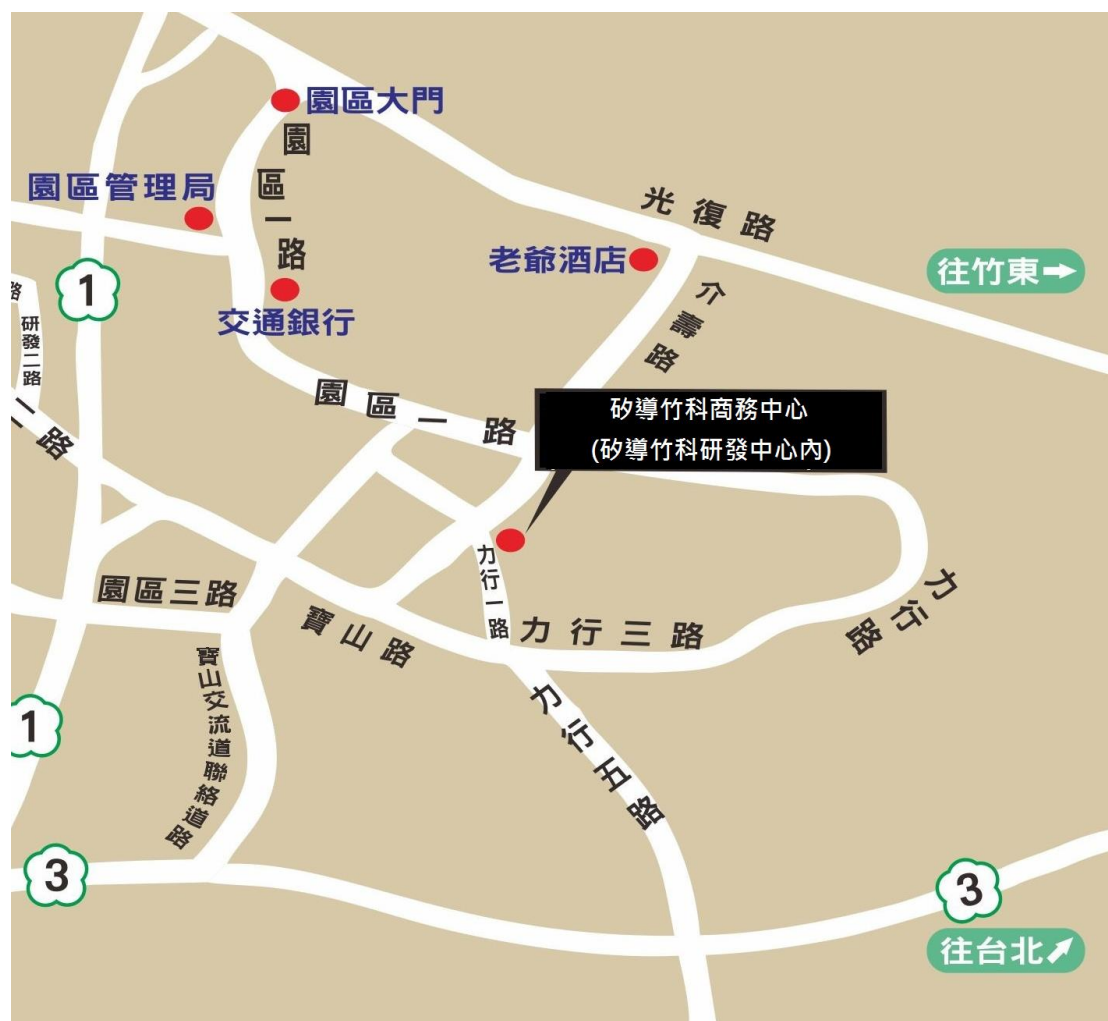 園區大門
園區一路
園區管理局
光復路
老爺酒店
往竹東
1
介壽路
路
交通銀行
研發二路
園區一路
矽導竹科商務中心
(矽導竹科研發中心內)
二路
力行一路
園區三路
寶山路
力行三路
力行路
寶山交流道聯絡道路
力行五路
1
3
3
往台北